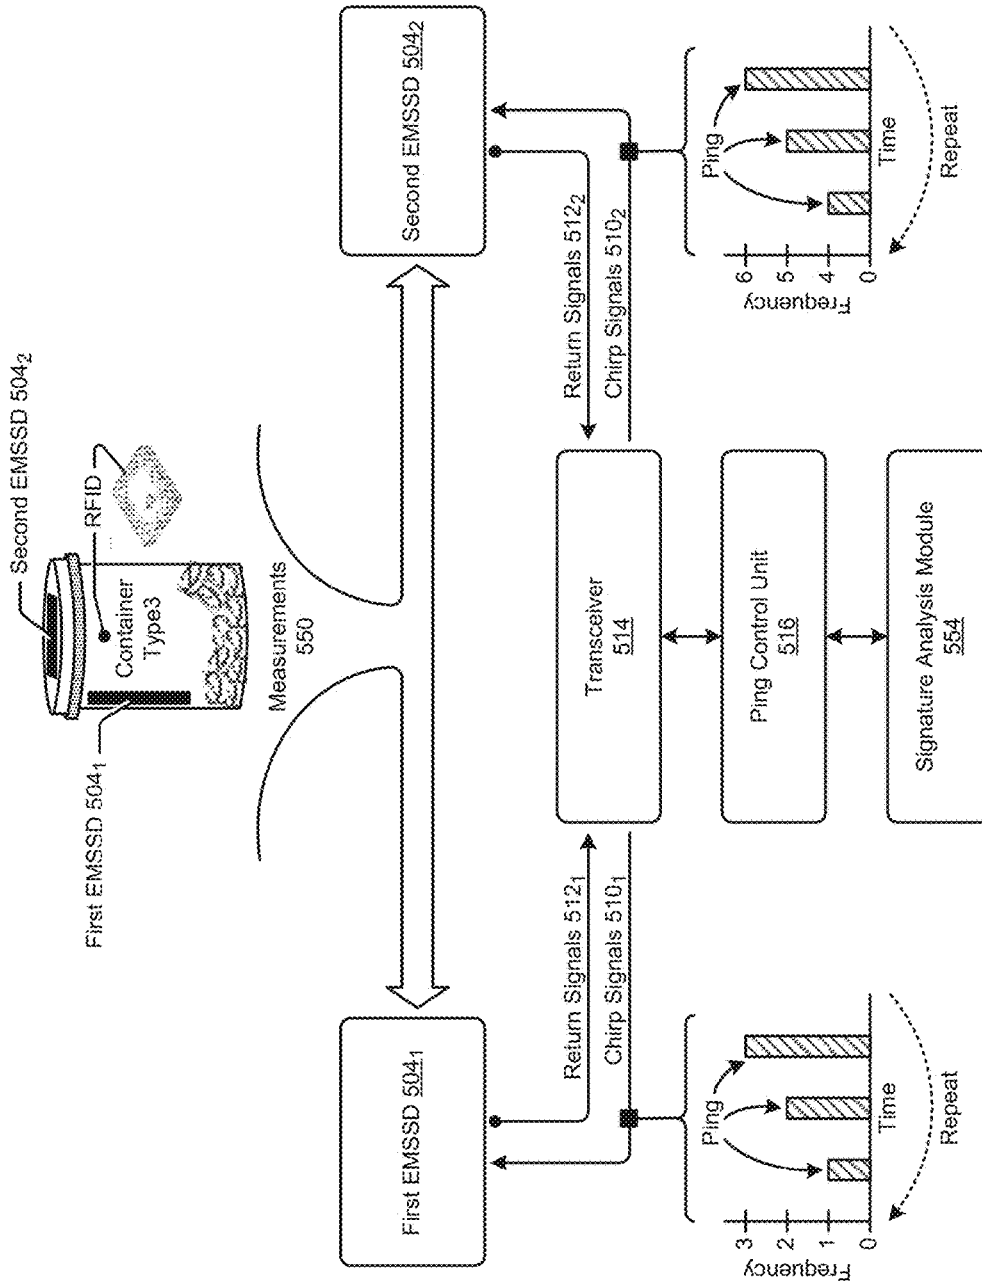 Second EMSSD 504₂
First EMSSD 504₁
RFID
Container
Type3
Measurements
550
First EMSSD 504₁
Second EMSSD 504₂
Return Signals 512₁
Chirp Signals 510₁
Return Signals 512₂
Chirp Signals 510₂
Transceiver
514
Ping Control Unit
516
Signature Analysis Module
554
Ping
Frequency
3
2
1
0
Time
Repeat
Ping
Frequency
6
5
4
0
Time
Repeat